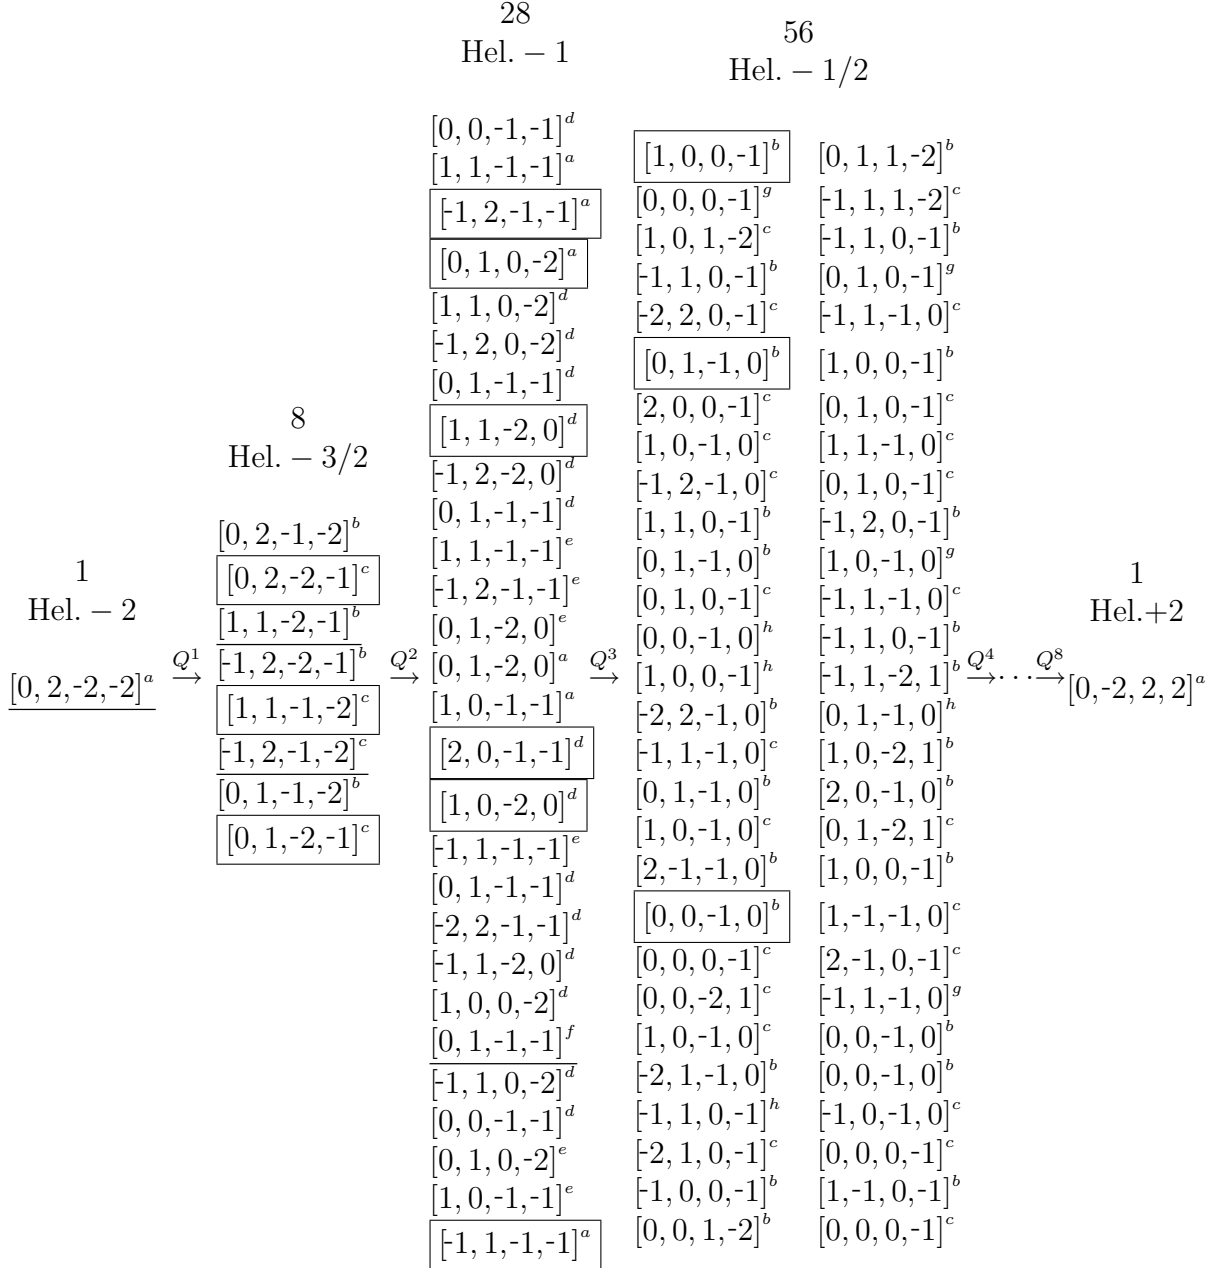 28
Hel. − 1
56
Hel. − 1/2
[0, 0,-1,-1]^d
[1, 1,-1,-1]^a
[-1, 2,-1,-1]^a
[0, 1, 0,-2]^a
[1, 1, 0,-2]^d
[-1, 2, 0,-2]^d
[0, 1,-1,-1]^d
[1, 1,-2, 0]^d
[-1, 2,-2, 0]^d
[0, 1,-1,-1]^d
[1, 1,-1,-1]^e
[-1, 2,-1,-1]^e
[0, 1,-2, 0]^e
[0, 1,-2, 0]^a
[1, 0,-1,-1]^a
[2, 0,-1,-1]^d
[1, 0,-2, 0]^d
[-1, 1,-1,-1]^e
[0, 1,-1,-1]^d
[-2, 2,-1,-1]^d
[-1, 1,-2, 0]^d
[1, 0, 0,-2]^d
[0, 1,-1,-1]^f
[-1, 1, 0,-2]^d
[0, 0,-1,-1]^d
[0, 1, 0,-2]^e
[1, 0,-1,-1]^e
[-1, 1,-1,-1]^a
[1, 0, 0,-1]^b [0, 1, 1,-2]^b
[0, 0, 0,-1]^g [-1, 1, 1,-2]^c
[1, 0, 1,-2]^c [-1, 1, 0,-1]^b
[-1, 1, 0,-1]^b [0, 1, 0,-1]^g
[-2, 2, 0,-1]^c [-1, 1,-1, 0]^c
[0, 1,-1, 0]^b [1, 0, 0,-1]^b
[2, 0, 0,-1]^c [0, 1, 0,-1]^c
[1, 0,-1, 0]^c [1, 1,-1, 0]^c
[-1, 2,-1, 0]^c [0, 1, 0,-1]^c
[1, 1, 0,-1]^b [-1, 2, 0,-1]^b
[0, 1,-1, 0]^b [1, 0,-1, 0]^g
[0, 1, 0,-1]^c [-1, 1,-1, 0]^c
[0, 0,-1, 0]^h [-1, 1, 0,-1]^b
[1, 0, 0,-1]^h [-1, 1,-2, 1]^b
[-2, 2,-1, 0]^b [0, 1,-1, 0]^h
[-1, 1,-1, 0]^c [1, 0,-2, 1]^b
[0, 1,-1, 0]^b [2, 0,-1, 0]^b
[1, 0,-1, 0]^c [0, 1,-2, 1]^c
[2,-1,-1, 0]^b [1, 0, 0,-1]^b
[0, 0,-1, 0]^b [1,-1,-1, 0]^c
[0, 0, 0,-1]^c [2,-1, 0,-1]^c
[0, 0,-2, 1]^c [-1, 1,-1, 0]^g
[1, 0,-1, 0]^c [0, 0,-1, 0]^b
[-2, 1,-1, 0]^b [0, 0,-1, 0]^b
[-1, 1, 0,-1]^h [-1, 0,-1, 0]^c
[-2, 1, 0,-1]^c [0, 0, 0,-1]^c
[-1, 0, 0,-1]^b [1,-1, 0,-1]^b
[0, 0, 1,-2]^b [0, 0, 0,-1]^c
8
Hel. − 3/2
[0, 2,-1,-2]^b
[0, 2,-2,-1]^c
[1, 1,-2,-1]^b
[-1, 2,-2,-1]^b
[1, 1,-1,-2]^c
[-1, 2,-1,-2]^c
[0, 1,-1,-2]^b
[0, 1,-2,-1]^c
1
Hel. − 2
[0, 2,-2,-2]^a
Q^1 →
Q^2 →
Q^3 →
Q^4 → · · · Q^8 →
1
Hel.+2
[0,-2, 2, 2]^a